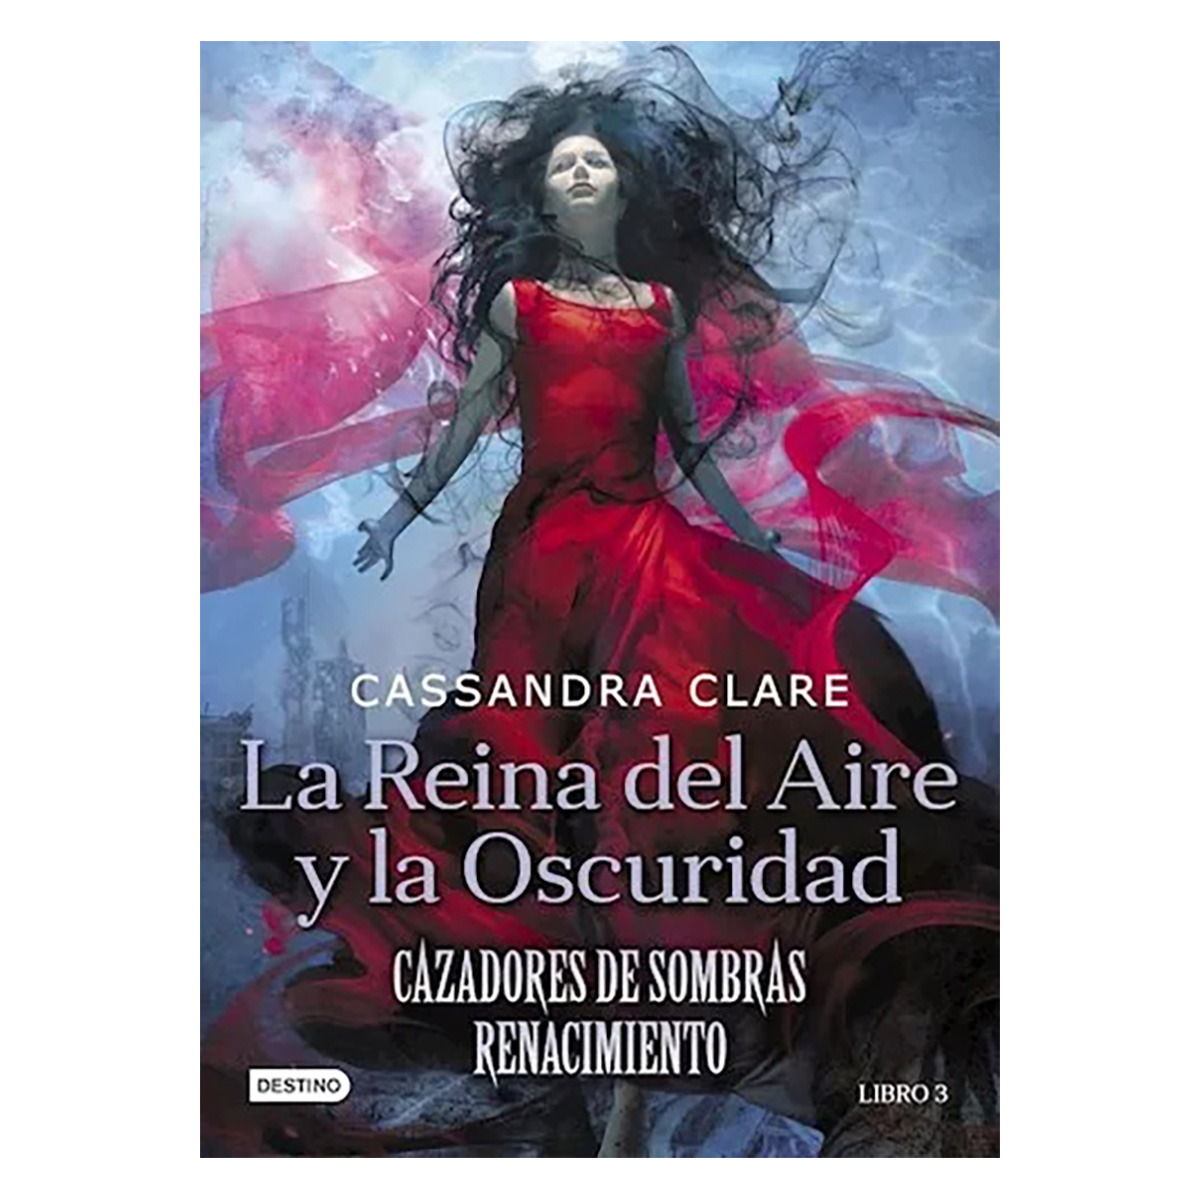 CASSANDRA CLARE
La Reina del Aire
y la Oscuridad
CAZADORES DE SOMBRAS
RENACIMIENTO
DESTINO
LIBRO 3